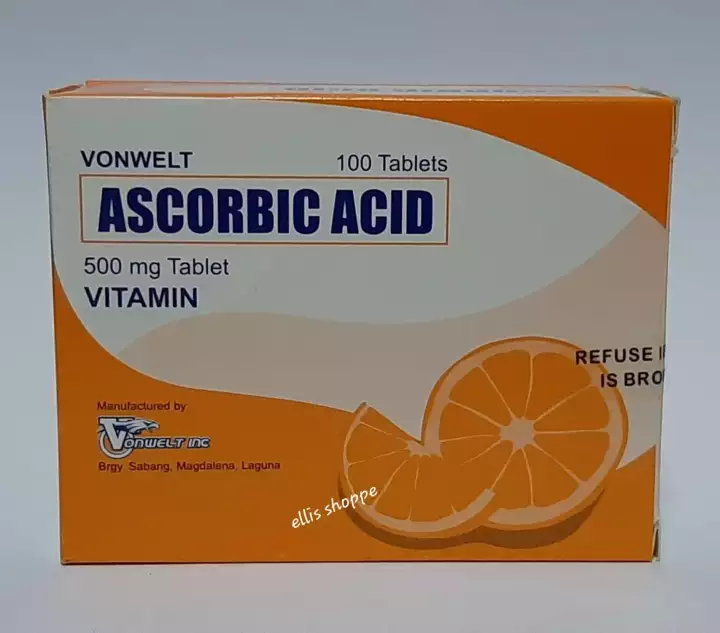 VONWELT
100 Tablets
ASCORBIC ACID
500 mg Tablet
VITAMIN
REFUSE
IS
Manufactured by
VONWELT INC
Brgy. Sabang, Magdalena, Laguna
ellis shoppe